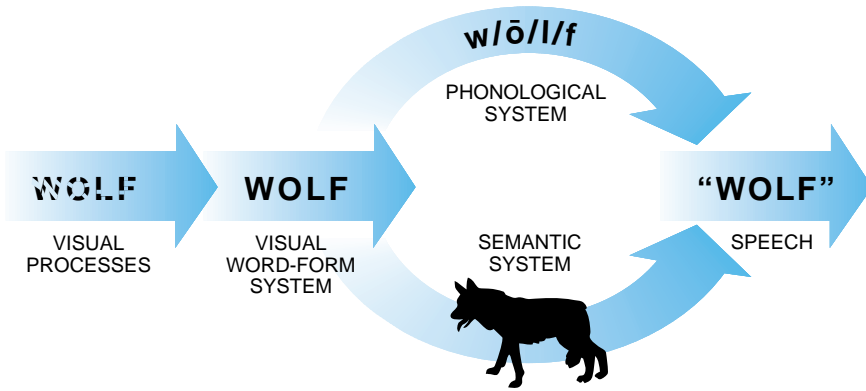 w/ō/l/f
PHONOLOGICAL
SYSTEM
WOLF
VISUAL
PROCESSES
WOLF
VISUAL
WORD-FORM
SYSTEM
SEMANTIC
SYSTEM
“WOLF”
SPEECH